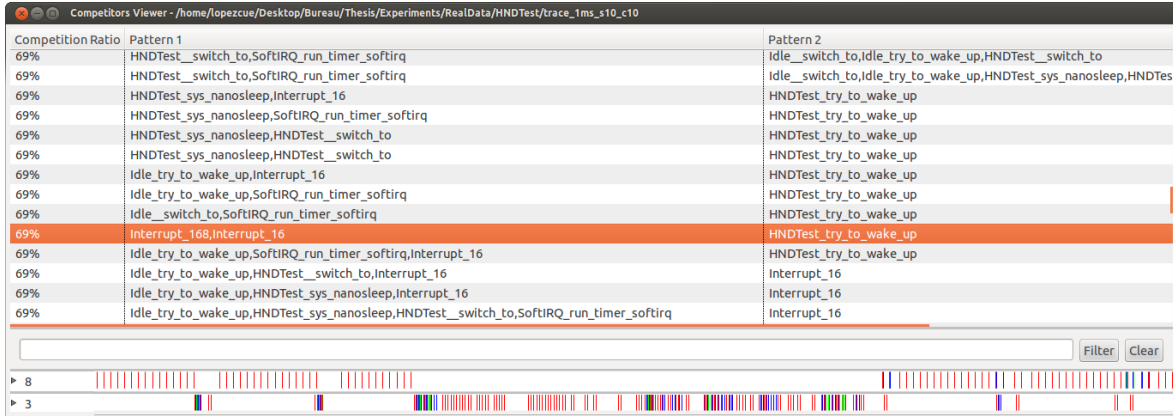 Competitors Viewer - /home/lopezcue/Desktop/Bureau/Thesis/Experiments/RealData/HNDTest/trace_1ms_s10_c10
Competition Ratio Pattern 1 Pattern 2
69% HNDTest__switch_to,SoftIRQ_run_timer_softirq Idle__switch_to,Idle_try_to_wake_up,HNDTest__switch_to
69% HNDTest__switch_to,SoftIRQ_run_timer_softirq Idle__switch_to,Idle_try_to_wake_up,HNDTest_sys_nanosleep,HNDTes
69% HNDTest_sys_nanosleep,Interrupt_16 HNDTest_try_to_wake_up
69% HNDTest_sys_nanosleep,SoftIRQ_run_timer_softirq HNDTest_try_to_wake_up
69% HNDTest_sys_nanosleep,HNDTest__switch_to HNDTest_try_to_wake_up
69% HNDTest_sys_nanosleep,HNDTest__switch_to HNDTest_try_to_wake_up
69% Idle_try_to_wake_up,Interrupt_16 HNDTest_try_to_wake_up
69% Idle_try_to_wake_up,SoftIRQ_run_timer_softirq HNDTest_try_to_wake_up
69% Idle__switch_to,SoftIRQ_run_timer_softirq HNDTest_try_to_wake_up
69% Interrupt_168,Interrupt_16 HNDTest_try_to_wake_up
69% Idle_try_to_wake_up,SoftIRQ_run_timer_softirq,Interrupt_16 HNDTest_try_to_wake_up
69% Idle_try_to_wake_up,HNDTest__switch_to,Interrupt_16 Interrupt_16
69% Idle_try_to_wake_up,HNDTest_sys_nanosleep,Interrupt_16 Interrupt_16
69% Idle_try_to_wake_up,HNDTest_sys_nanosleep,HNDTest__switch_to,SoftIRQ_run_timer_softirq Interrupt_16
Filter Clear
8
3